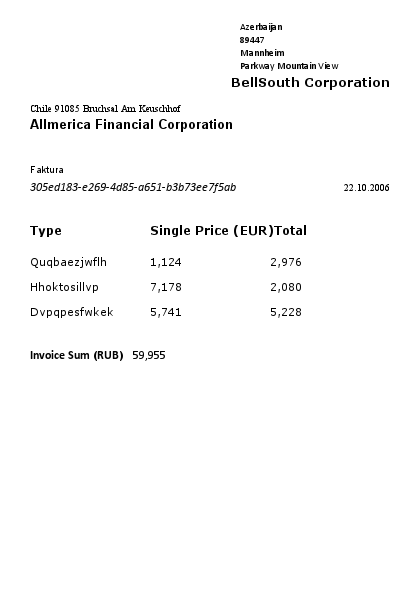 Azerbaijan
89447
Mannheim
Parkway Mountain View
BellSouth Corporation
Chile 91085 Bruchsal Am Keuschhof
Allmerica Financial Corporation
Faktura
305ed183-e269-4d85-a651-b3b73ee7f5ab 22.10.2006
Type Single Price (EUR)Total
Quqbaezjwflh 1,124 2,976
Hhoktosillvp 7,178 2,080
Dvpqpesfwkek 5,741 5,228
Invoice Sum (RUB) 59,955